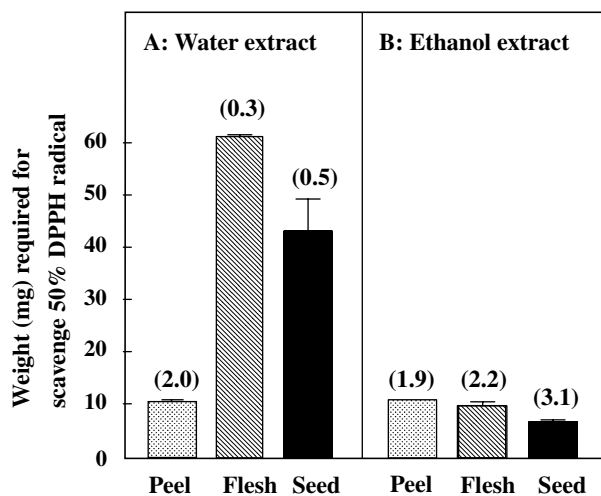 A: Water extract
B: Ethanol extract
Weight (mg) required for
scavenge 50% DPPH radical
60
50
40
30
20
10
0
(2.0)
(0.3)
(0.5)
(1.9)
(2.2)
(3.1)
Peel Flesh Seed
Peel Flesh Seed